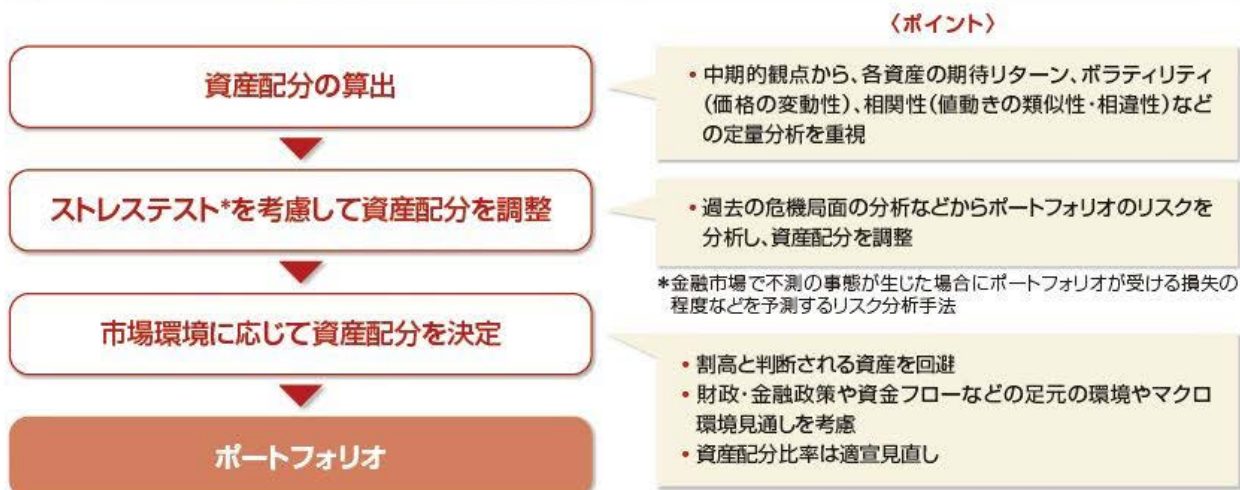 〈ポイント〉
資産配分の算出
• 中期的観点から、各資産の期待リターン、ボラティリティ
(価格の変動性)、相関性(値動きの類似性・相違性)など
の定量分析を重視
ストレステスト*を考慮して資産配分を調整
• 過去の危機局面の分析などからポートフォリオのリスクを
分析し、資産配分を調整
*金融市場で不測の事態が生じた場合にポートフォリオが受ける損失の
程度などを予測するリスク分析手法
市場環境に応じて資産配分を決定
• 割高と判断される資産を回避
• 財政・金融政策や資金フローなどの足元の環境やマクロ
環境見通しを考慮
• 資産配分比率は適宜見直し
ポートフォリオ